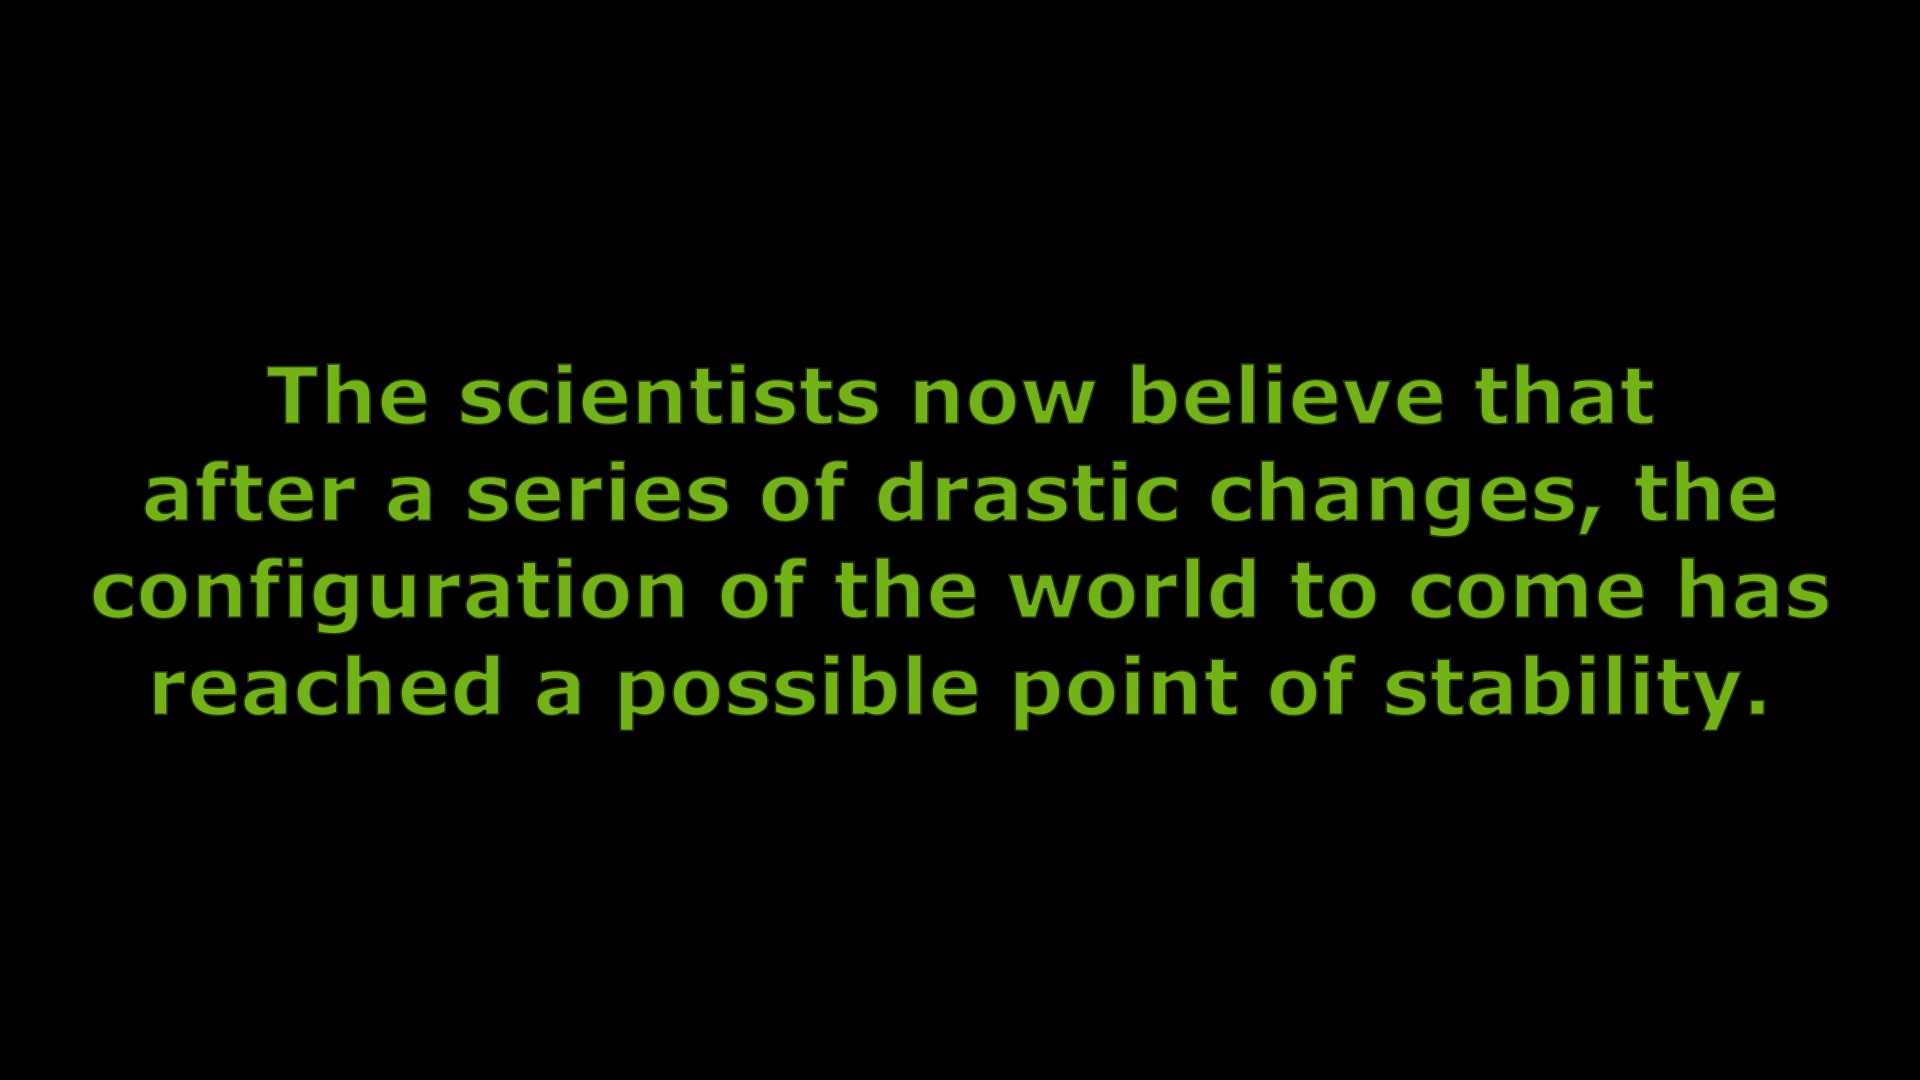 The scientists now believe that
after a series of drastic changes, the
configuration of the world to come has
reached a possible point of stability.